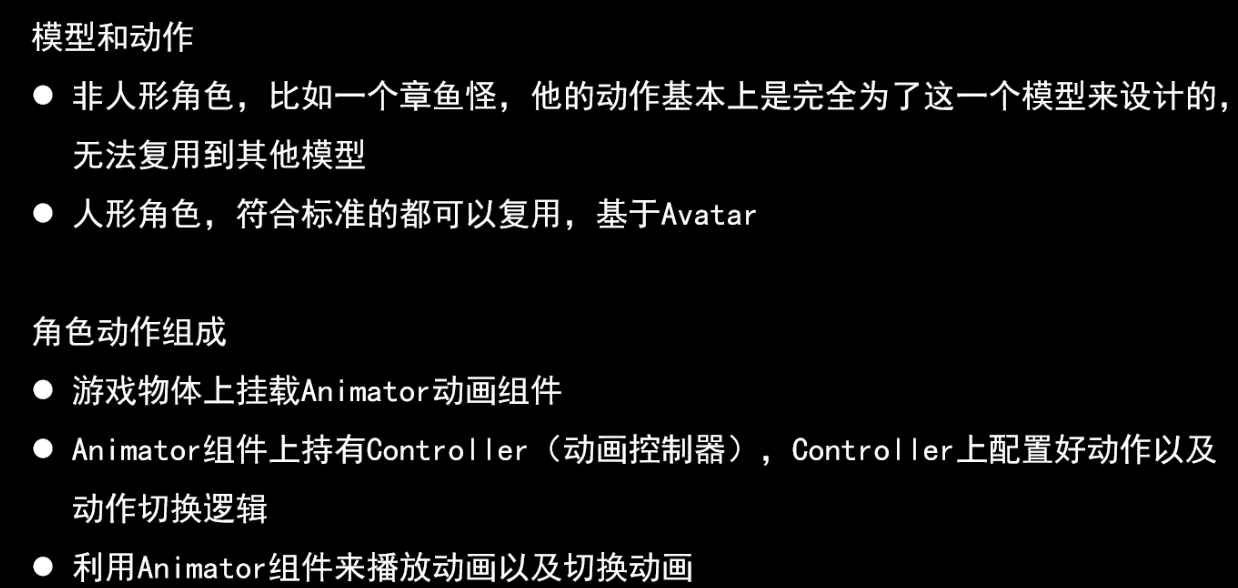 模型和动作
● 非人形角色，比如一个章鱼怪，他的动作基本上是完全为了这一个模型来设计的，
无法复用到其他模型
● 人形角色，符合标准的都可以复用，基于Avatar
角色动作组成
● 游戏物体上挂载Animator动画组件
● Animator组件上持有Controller（动画控制器），Controller上配置好动作以及
动作切换逻辑
● 利用Animator组件来播放动画以及切换动画